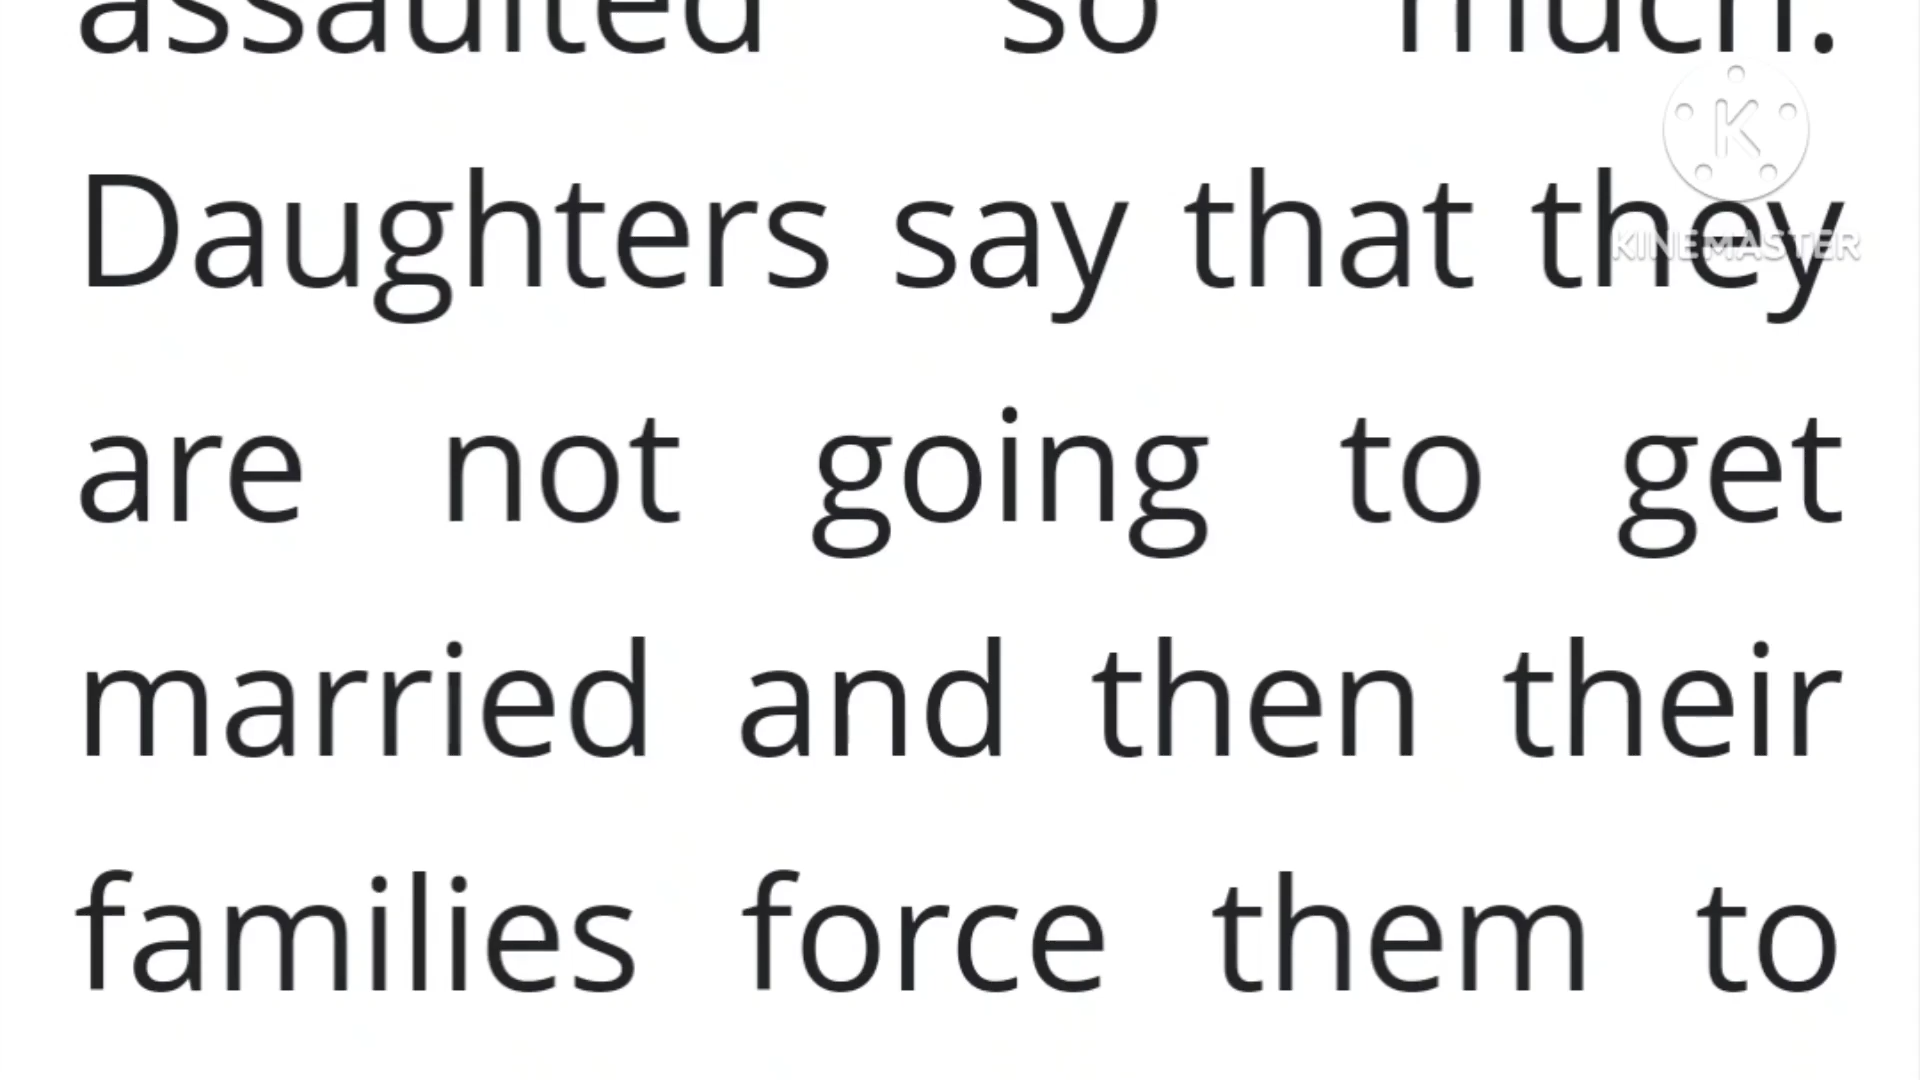 assaulted so much.
K
KINEMASTER
Daughters say that they
are not going to get
married and then their
families force them to